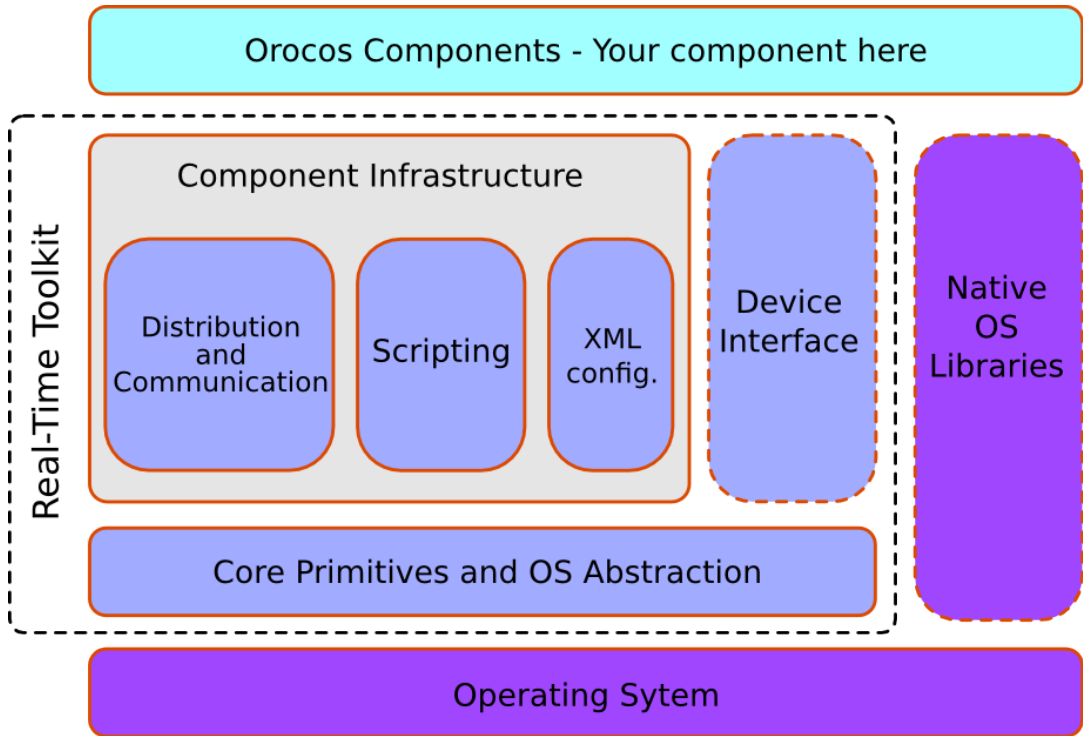 Orocos Components - Your component here
Real-Time Toolkit
Component Infrastructure
Distribution
and
Communication
Scripting
XML
config.
Device
Interface
Native
OS
Libraries
Core Primitives and OS Abstraction
Operating Sytem